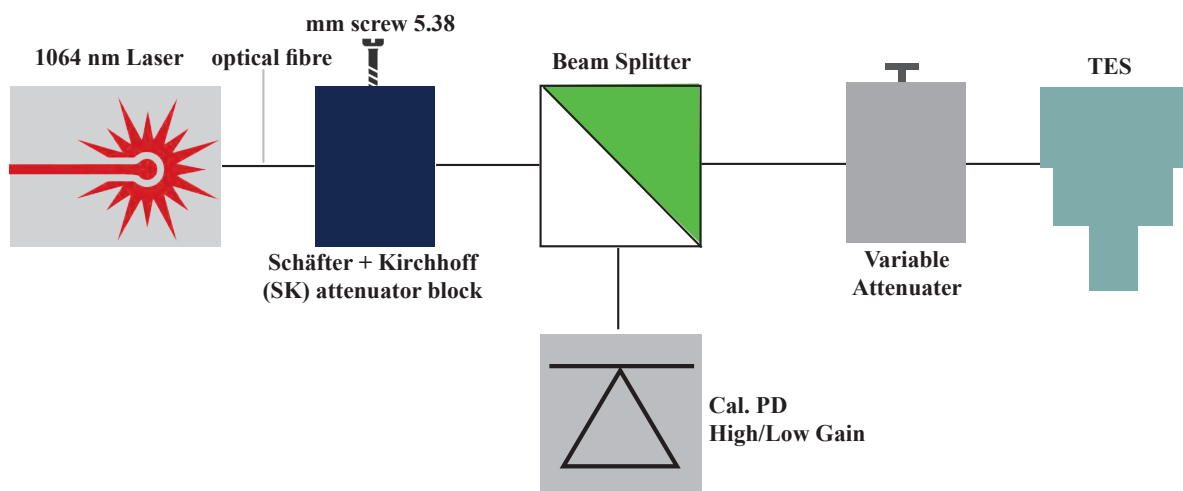 mm screw 5.38
1064 nm Laser
optical fibre
Beam Splitter
TES
Schäfter + Kirchhoff
(SK) attenuator block
Variable
Attenuater
Cal. PD
High/Low Gain